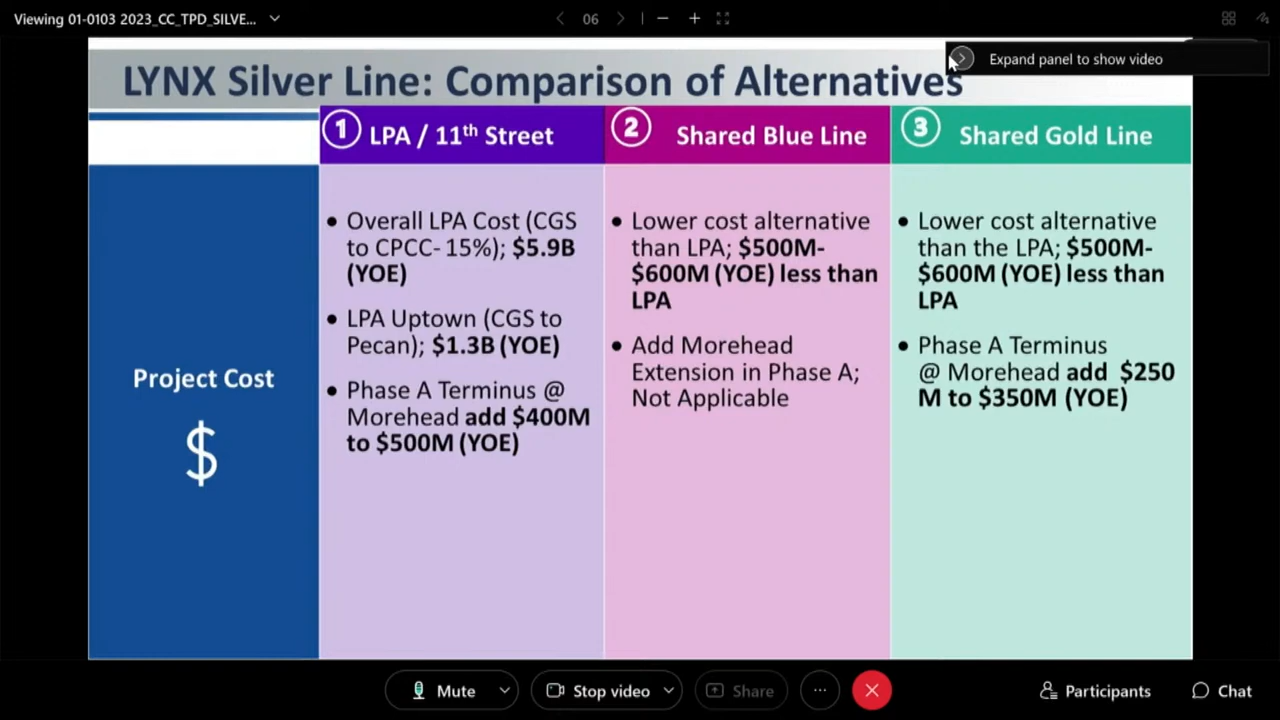 Viewing 01-0103 2023_CC_TPD_SILVE...
06
Expand panel to show video
LYNX Silver Line: Comparison of Alternatives
1 LPA / 11th Street
2 Shared Blue Line
3 Shared Gold Line
Project Cost
$
• Overall LPA Cost (CGS
to CPCC- 15%); $5.9B
(YOE)
• LPA Uptown (CGS to
Pecan); $1.3B (YOE)
• Phase A Terminus @
Morehead add $400M
to $500M (YOE)
• Lower cost alternative
than LPA; $500M-
$600M (YOE) less than
LPA
• Add Morehead
Extension in Phase A;
Not Applicable
• Lower cost alternative
than the LPA; $500M-
$600M (YOE) less than
LPA
• Phase A Terminus
@ Morehead add $250
M to $350M (YOE)
Mute
Stop video
Share
Participants
Chat